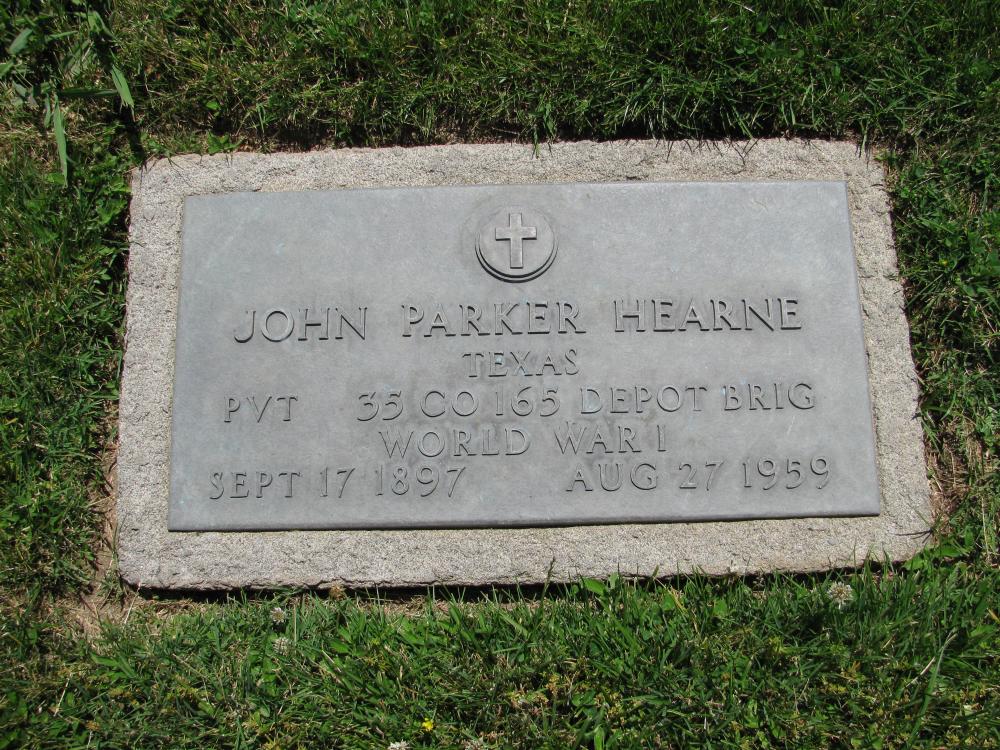 JOHN PARKER HEARNE
TEXAS
PVT 35 CO 165 DEPOT BRIG
WORLD WAR I
SEPT 17 1897 AUG 27 1959